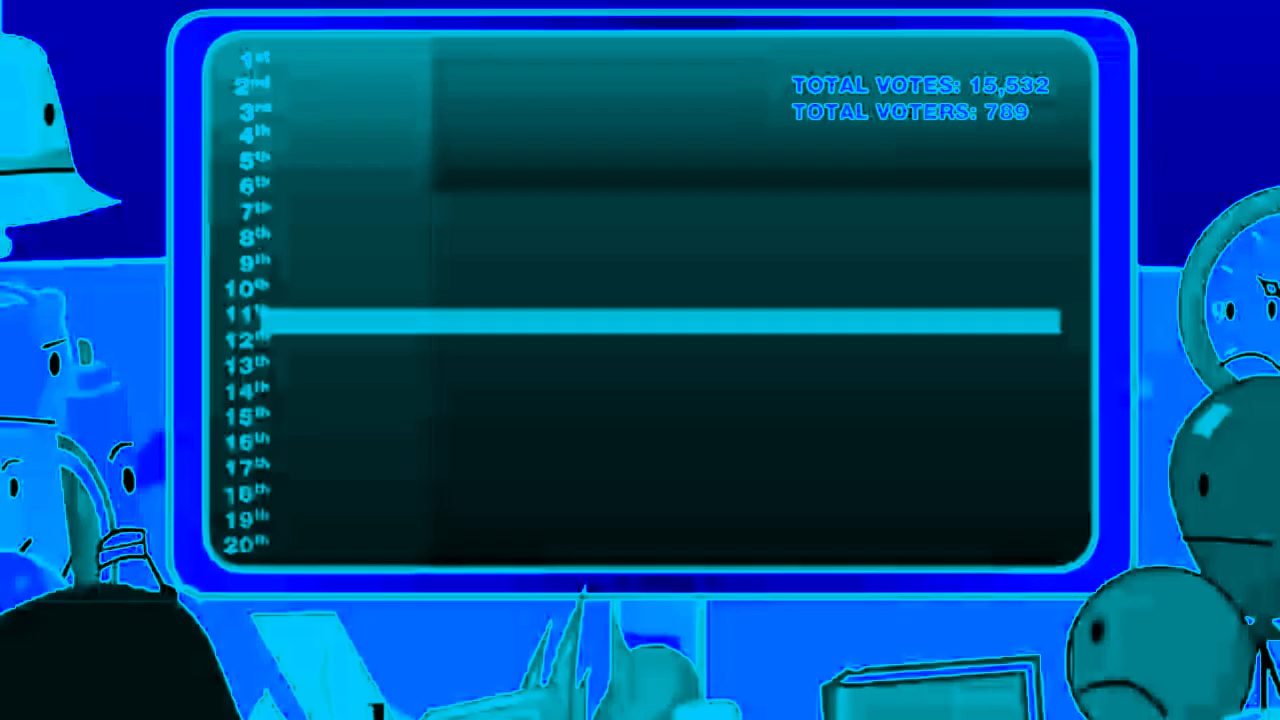 1st
2nd
TOTAL VOTES: 15,532
3rd
TOTAL VOTERS: 789
4th
5th
6th
7th
8th
9th
10th
11th
12th
13th
14th
15th
16th
17th
18th
19th
20th